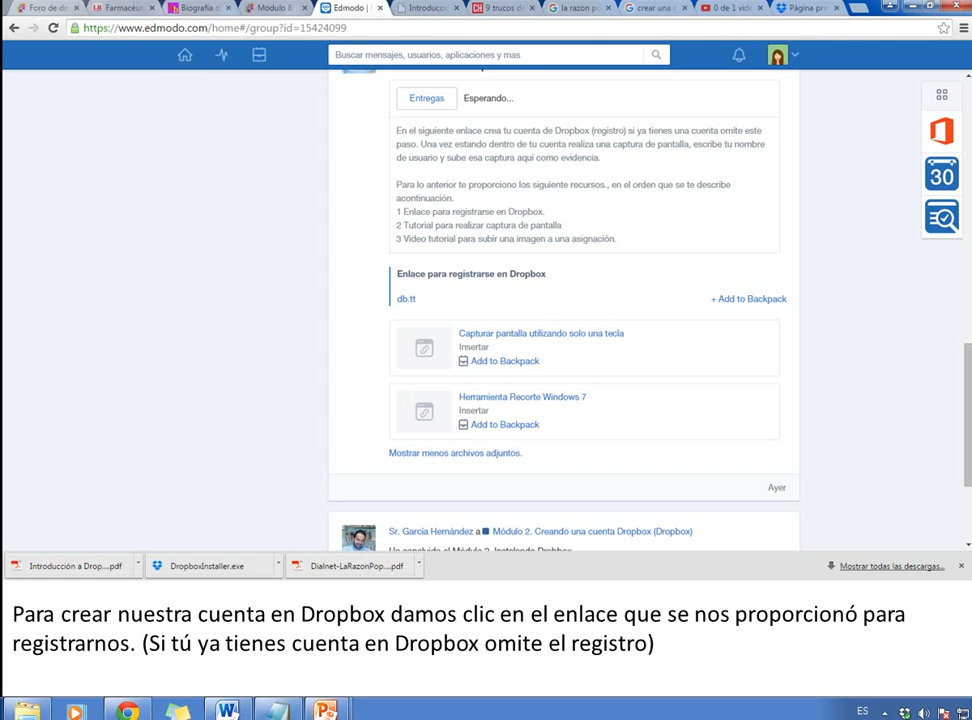 Foro de de
Farmacéut
Biografía d
Módulo 8:
Edmodo |
Introducc
9 trucos de
la razon po
crear una c
0 de 1 vide
Página pre
https://www.edmodo.com/home#/group?id=15424099
Buscar mensajes, usuarios, aplicaciones y mas
Entregas Esperando...
En el siguiente enlace crea tu cuenta de Dropbox (registro) si ya tienes una cuenta omite este
paso. Una vez estando dentro de tu cuenta realiza una captura de pantalla, escribe tu nombre
de usuario y sube esa captura aquí como evidencia.
Para lo anterior te proporciono los siguiente recursos., en el orden que se te describe
acontinuación.
1 Enlace para registrarse en Dropbox.
2 Tutorial para realizar captura de pantalla
3 Video tutorial para subir una imagen a una asignación.
Enlace para registrarse en Dropbox
db.tt + Add to Backpack
Capturar pantalla utilizando solo una tecla
Insertar
Add to Backpack
Herramienta Recorte Windows 7
Insertar
Add to Backpack
Mostrar menos archivos adjuntos.
Ayer
Sr. García Hernández a Módulo 2. Creando una cuenta Dropbox (Dropbox)
30
Introducción a Drop....pdf
DropboxInstaller.exe
Dialnet-LaRazonPop....pdf
Mostrar todas las descargas...
Para crear nuestra cuenta en Dropbox damos clic en el enlace que se nos proporcionó para
registrarnos. (Si tú ya tienes cuenta en Dropbox omite el registro)
ES